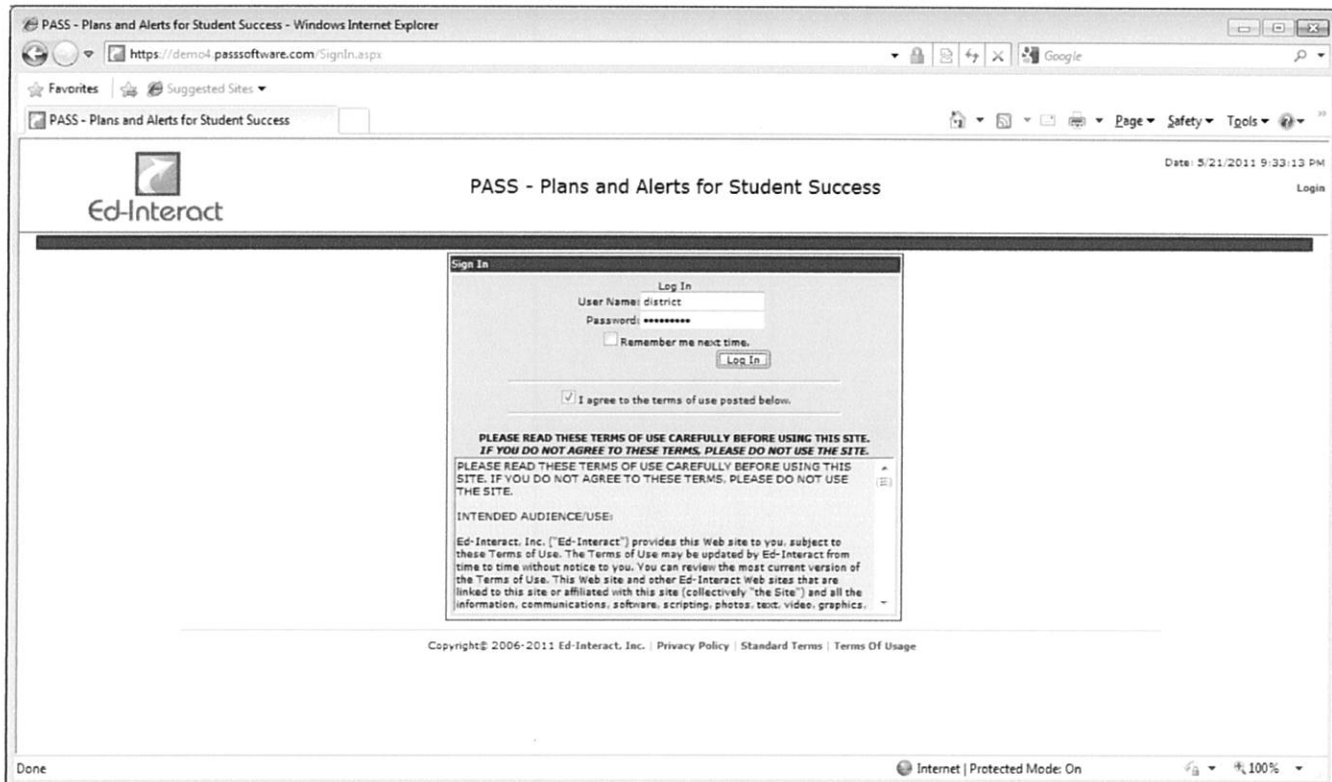 PASS - Plans and Alerts for Student Success - Windows Internet Explorer
https://demo4.passsoftware.com/SignIn.aspx
Google
Favorites
Suggested Sites
PASS - Plans and Alerts for Student Success
Page
Safety
Tools
Date: 5/21/2011 9:33:13 PM
PASS - Plans and Alerts for Student Success
Login
Ed-Interact
Sign In
Log In
User Name: district
Password: •••••••••
Remember me next time.
Log In
I agree to the terms of use posted below.
PLEASE READ THESE TERMS OF USE CAREFULLY BEFORE USING THIS SITE.
IF YOU DO NOT AGREE TO THESE TERMS, PLEASE DO NOT USE THE SITE.
PLEASE READ THESE TERMS OF USE CAREFULLY BEFORE USING THIS
SITE. IF YOU DO NOT AGREE TO THESE TERMS, PLEASE DO NOT USE
THE SITE.
INTENDED AUDIENCE/USE:
Ed-Interact, Inc. ("Ed-Interact") provides this Web site to you, subject to
these Terms of Use. The Terms of Use may be updated by Ed-Interact from
time to time without notice to you. You can review the most current version of
the Terms of Use. This Web site and other Ed-Interact Web sites that are
linked to this site or affiliated with this site (collectively "the Site") and all the
information, communications, software, scripting, photos, text, video, graphics,
Copyright© 2006-2011 Ed-Interact, Inc. | Privacy Policy | Standard Terms | Terms Of Usage
Done
Internet | Protected Mode: On
100%